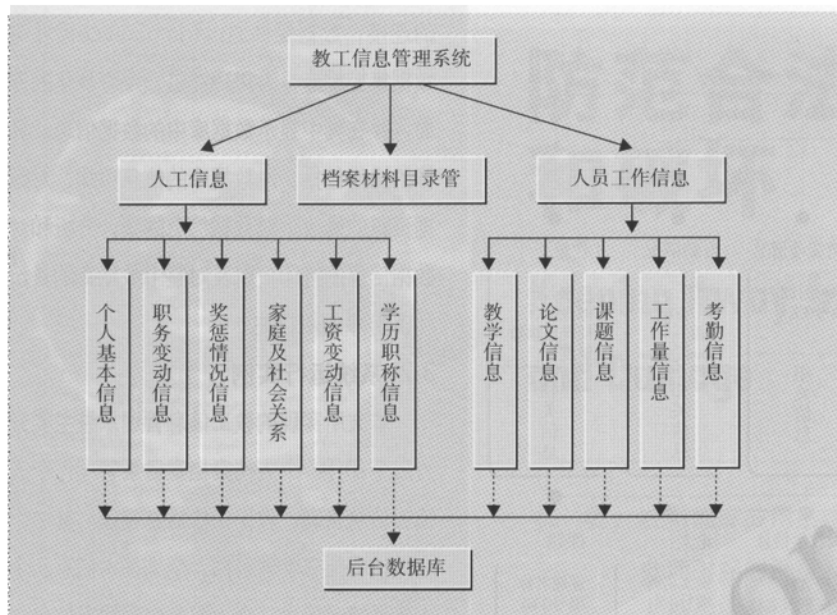 教工信息管理系统
人工信息
档案材料目录管
人员工作信息
个人基本信息
职务变动信息
奖惩情况信息
家庭及社会关系
工资变动信息
学历职称信息
教学信息
论文信息
课题信息
工作量信息
考勤信息
后台数据库
or